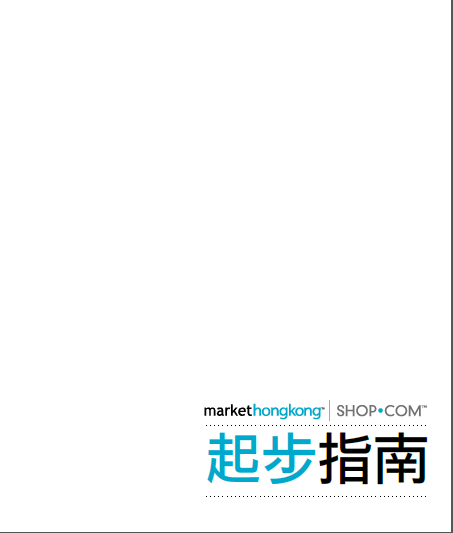 markethongkong™ | SHOP•COM™
起步指南